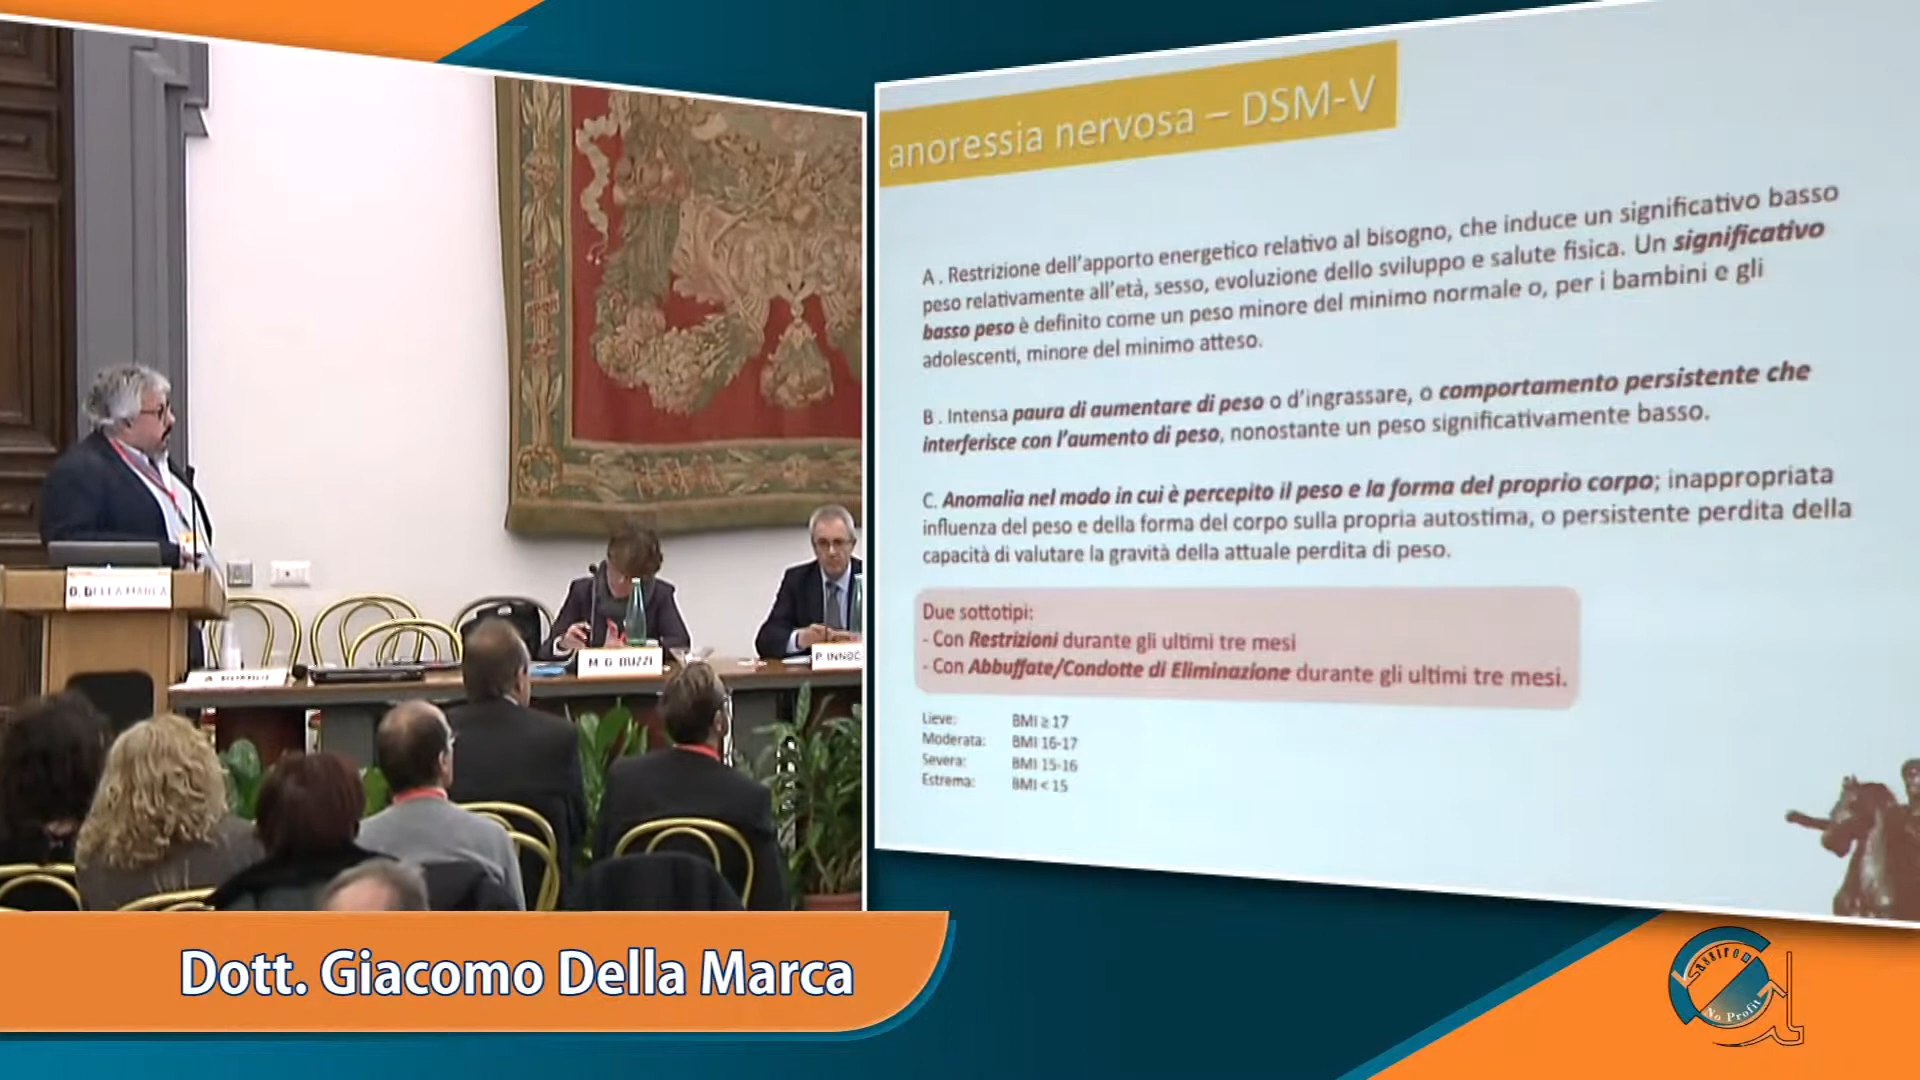 anoressia nervosa – DSM-V
A . Restrizione dell'apporto energetico relativo al bisogno, che induce un significativo basso
peso relativamente all'età, sesso, evoluzione dello sviluppo e salute fisica. Un significativo
basso peso è definito come un peso minore del minimo normale o, per i bambini e gli
adolescenti, minore del minimo atteso.
B . Intensa paura di aumentare di peso o d'ingrassare, o comportamento persistente che
interferisce con l'aumento di peso, nonostante un peso significativamente basso.
C. Anomalia nel modo in cui è percepito il peso e la forma del proprio corpo; inappropriata
influenza del peso e della forma del corpo sulla propria autostima, o persistente perdita della
capacità di valutare la gravità della attuale perdita di peso.
Due sottotipi:
- Con Restrizioni durante gli ultimi tre mesi
- Con Abbuffate/Condotte di Eliminazione durante gli ultimi tre mesi.
Lieve: BMI ≥ 17
Moderata: BMI 16-17
Severa: BMI 15-16
Estrema: BMI < 15
G. DELLA MARCA
M. G. BUZZI
P. INNOC
Dott. Giacomo Della Marca
No Profit